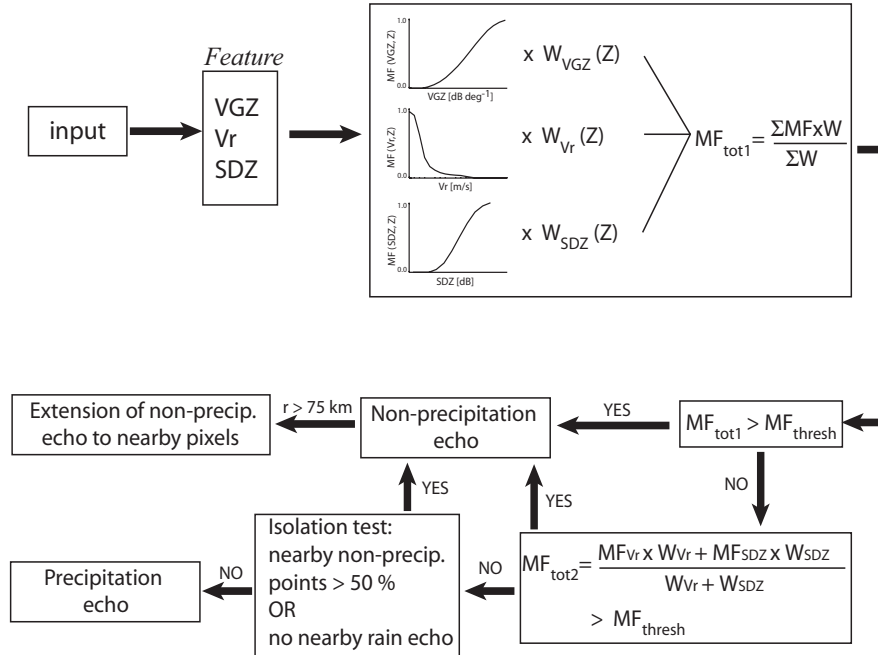 Feature
input
VGZ
Vr
SDZ
1.0
MF (VGZ, Z)
0.0
VGZ [dB deg⁻¹]
x W_VGZ (Z)
1.0
MF (Vr, Z)
0.0
Vr [m/s]
x W_Vr (Z)
1.0
MF (SDZ, Z)
0.0
SDZ [dB]
x W_SDZ (Z)
MF_tot1 = ΣMFxW
ΣW
Extension of non-precip.
echo to nearby pixels
r > 75 km
Non-precipitation
echo
YES
MF_tot1 > MF_thresh
YES
YES
NO
Precipitation
echo
NO
Isolation test:
nearby non-precip.
points > 50 %
OR
no nearby rain echo
NO
MF_tot2 = MF_Vr x W_Vr + MF_SDZ x W_SDZ
W_Vr + W_SDZ
> MF_thresh